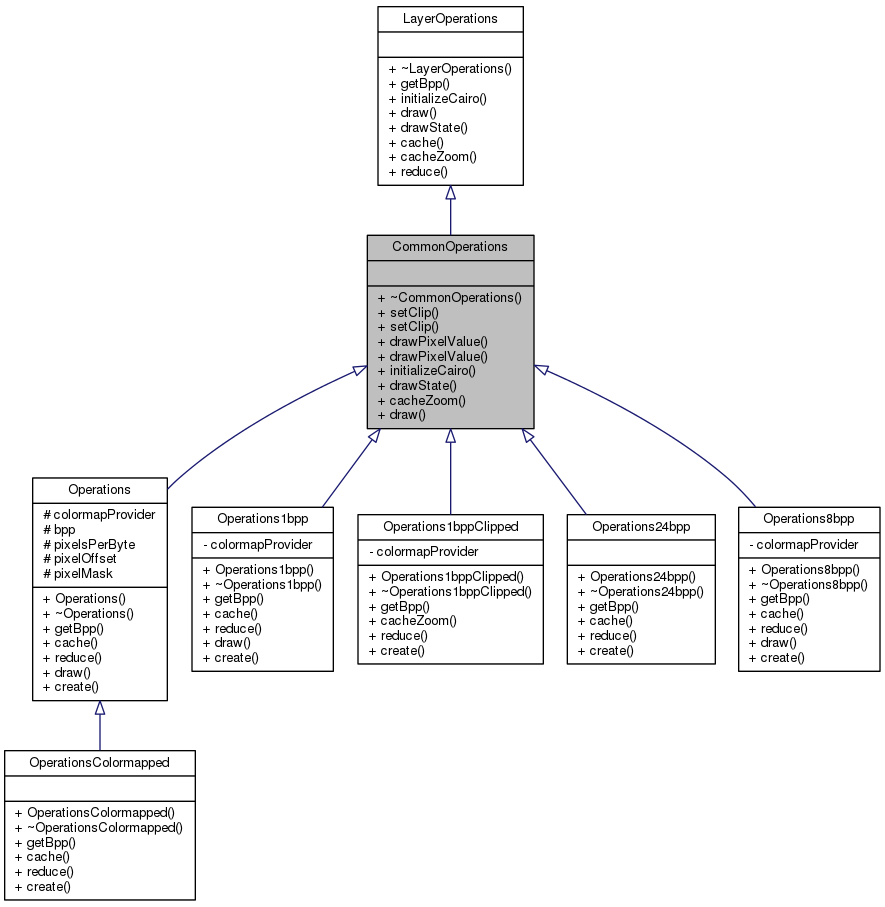 LayerOperations
+ ~LayerOperations()
+ getBpp()
+ initializeCairo()
+ draw()
+ drawState()
+ cache()
+ cacheZoom()
+ reduce()
CommonOperations
+ ~CommonOperations()
+ setClip()
+ setClip()
+ drawPixelValue()
+ drawPixelValue()
+ initializeCairo()
+ drawState()
+ cacheZoom()
+ draw()
Operations
# colormapProvider
# bpp
# pixelsPerByte
# pixelOffset
# pixelMask
+ Operations()
+ ~Operations()
+ getBpp()
+ cache()
+ reduce()
+ draw()
+ create()
Operations1bpp
- colormapProvider
+ Operations1bpp()
+ ~Operations1bpp()
+ getBpp()
+ cache()
+ reduce()
+ draw()
+ create()
Operations1bppClipped
- colormapProvider
+ Operations1bppClipped()
+ ~Operations1bppClipped()
+ getBpp()
+ cacheZoom()
+ reduce()
+ create()
Operations24bpp
+ Operations24bpp()
+ ~Operations24bpp()
+ getBpp()
+ cache()
+ reduce()
+ create()
Operations8bpp
- colormapProvider
+ Operations8bpp()
+ ~Operations8bpp()
+ getBpp()
+ cache()
+ reduce()
+ draw()
+ create()
OperationsColormapped
+ OperationsColormapped()
+ ~OperationsColormapped()
+ getBpp()
+ cache()
+ reduce()
+ create()